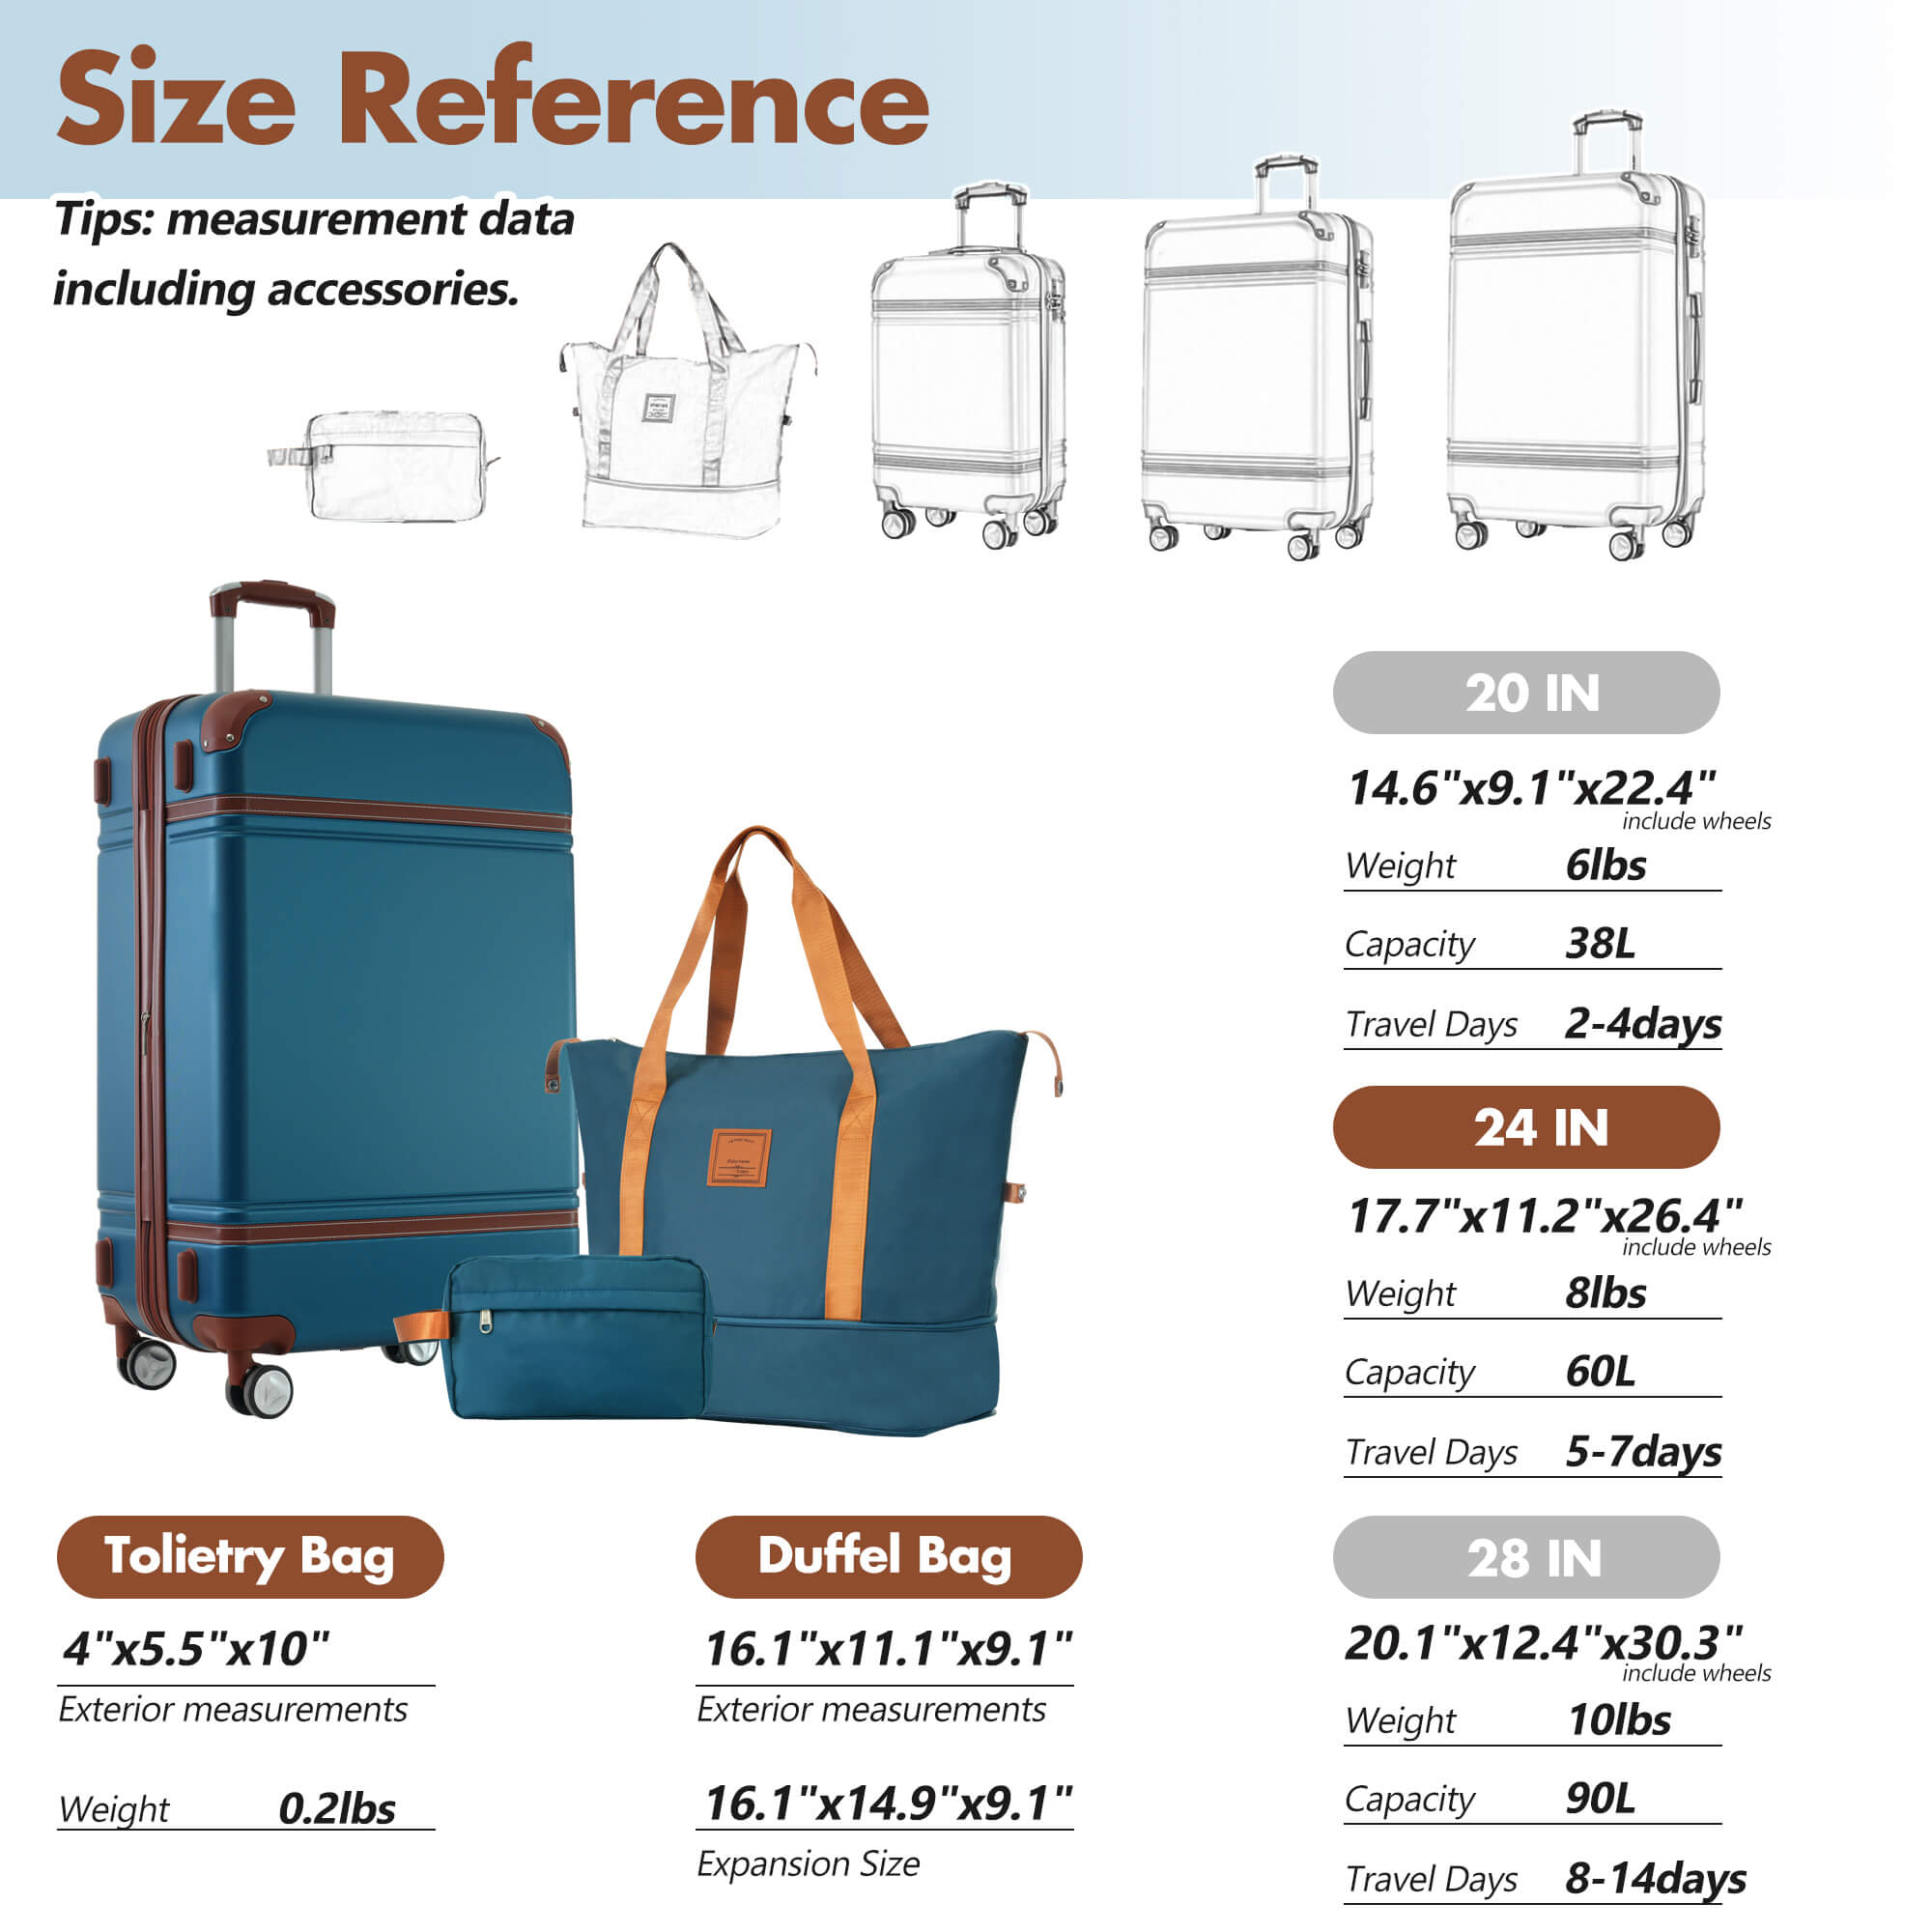 Size Reference
Tips: measurement data
including accessories.
20 IN
14.6"x9.1"x22.4"
include wheels
Weight 6lbs
Capacity 38L
Travel Days 2-4days
24 IN
17.7"x11.2"x26.4"
include wheels
Weight 8lbs
Capacity 60L
Travel Days 5-7days
Tolietry Bag
4"x5.5"x10"
Exterior measurements
Weight 0.2lbs
Duffel Bag
16.1"x11.1"x9.1"
Exterior measurements
16.1"x14.9"x9.1"
Expansion Size
28 IN
20.1"x12.4"x30.3"
include wheels
Weight 10lbs
Capacity 90L
Travel Days 8-14days